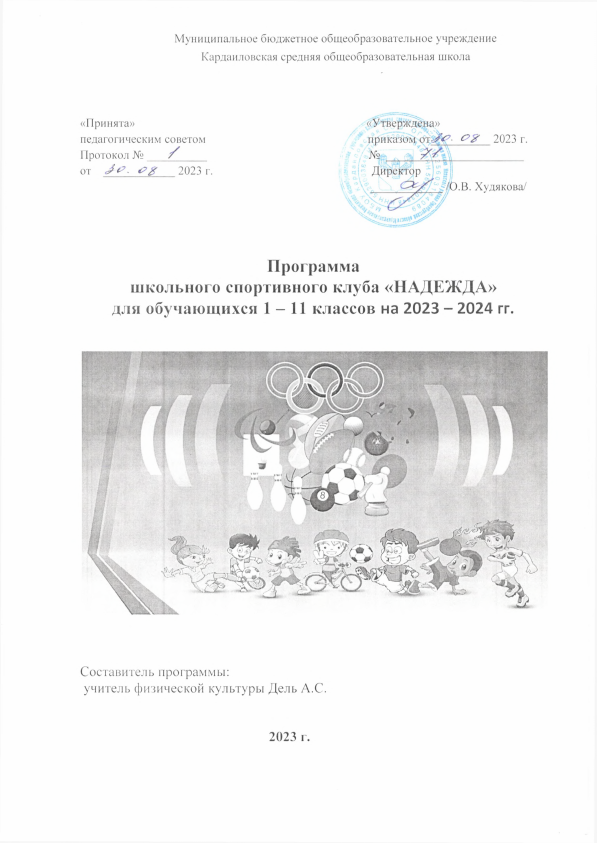 Муниципальное бюджетное общеобразовательное учреждение
Кардаиловская средняя общеобразовательная школа
«Принята»
педагогическим советом
Протокол № 1
от 30.08 2023 г.
«Утверждена»
приказом от 30.08 2023 г.
№
Директор
/О.В. Худякова/
Программа
школьного спортивного клуба «НАДЕЖДА»
для обучающихся 1 – 11 классов на 2023 – 2024 гг.
8
Составитель программы:
учитель физической культуры Дель А.С.
2023 г.